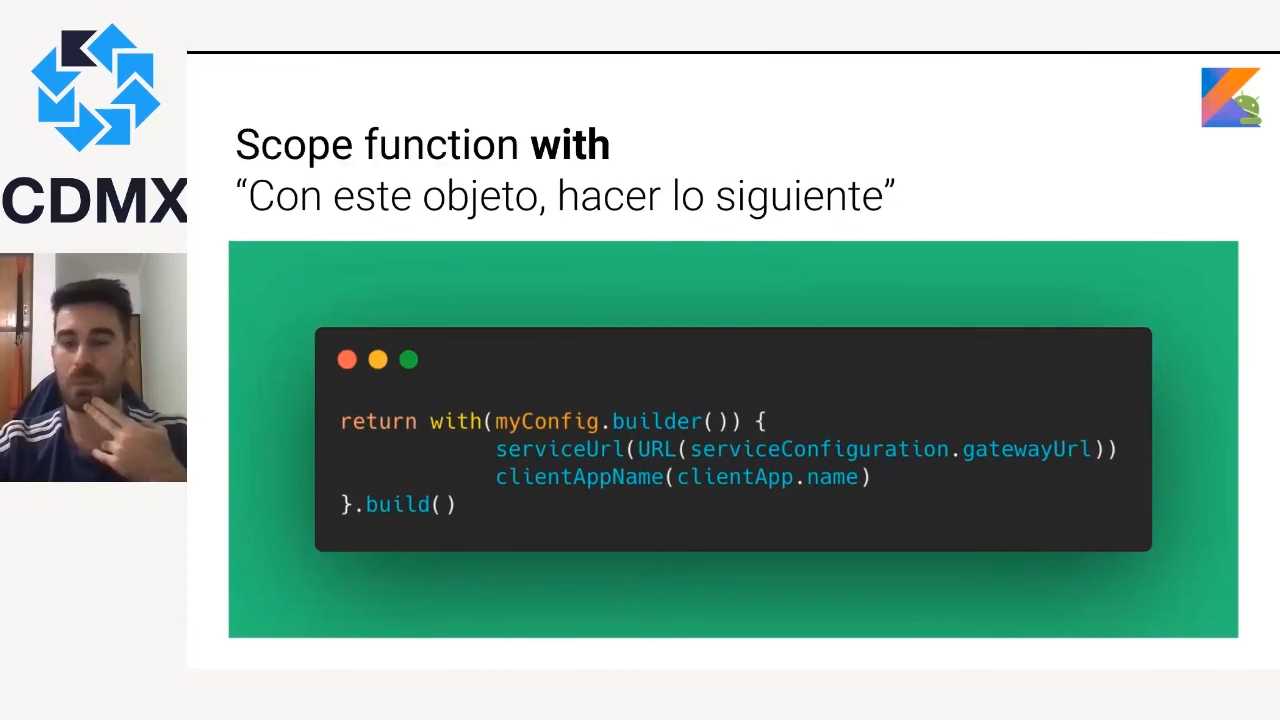 CDMX
Scope function with
“Con este objeto, hacer lo siguiente”
return with(myConfig.builder()) {
serviceUrl(URL(serviceConfiguration.gatewayUrl))
clientAppName(clientApp.name)
}.build()